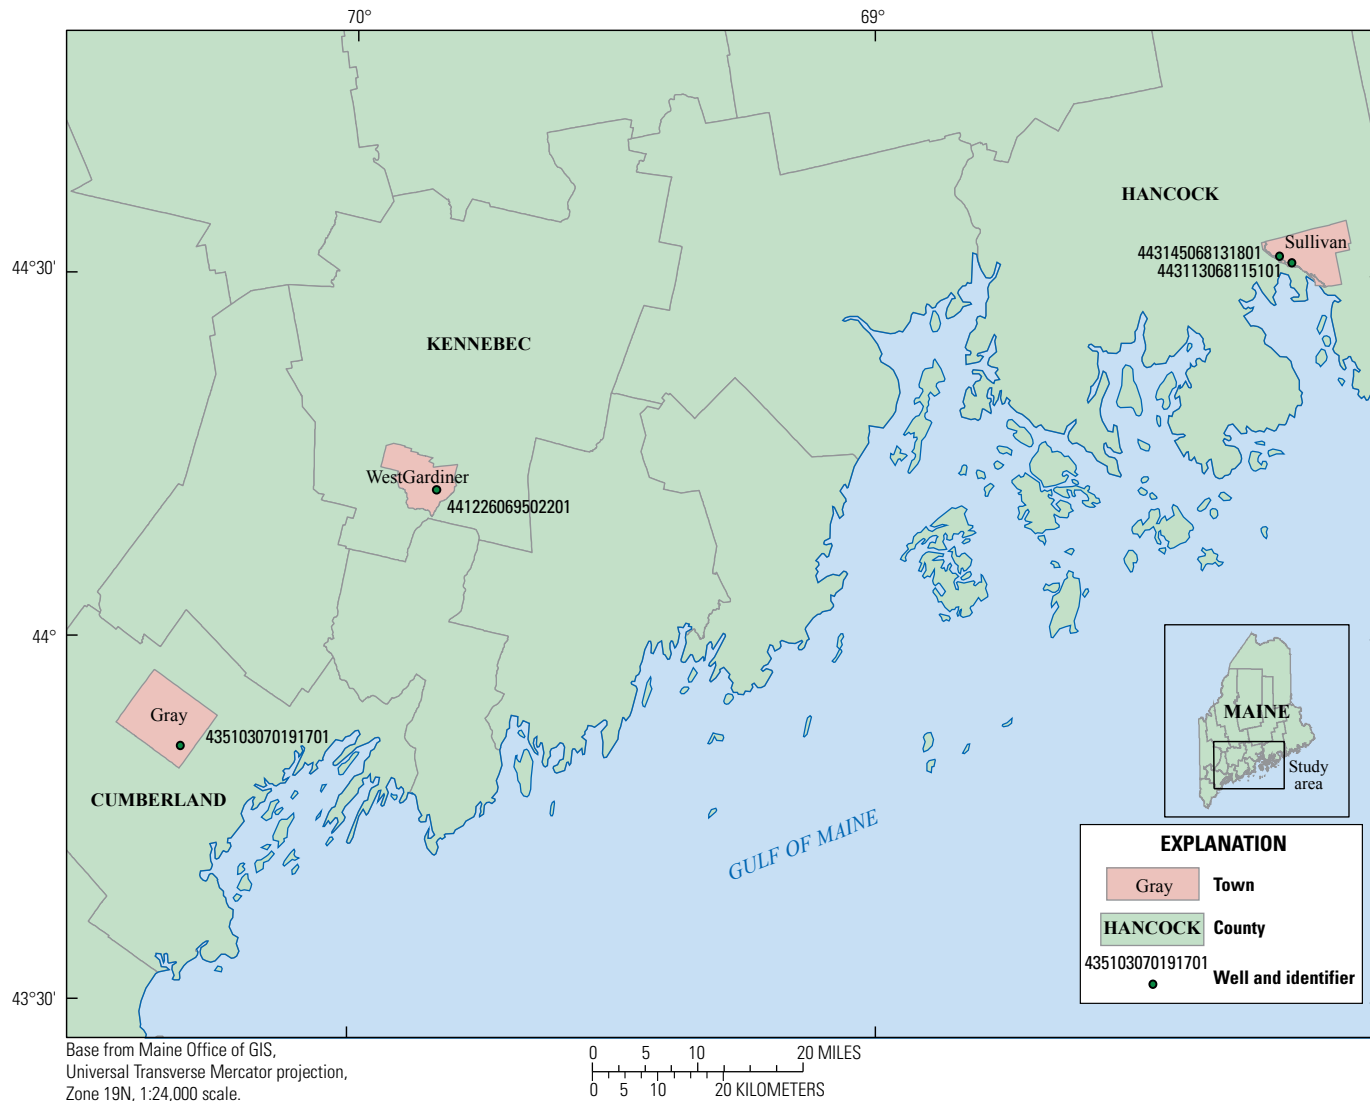 70°
69°
HANCOCK
Sullivan
443145068131801
443113068115101
44°30'
KENNEBEC
WestGardiner
441226069502201
44°
Gray
435103070191701
CUMBERLAND
GULF OF MAINE
MAINE
Study
area
EXPLANATION
Gray Town
HANCOCK County
435103070191701
Well and identifier
43°30'
Base from Maine Office of GIS,
Universal Transverse Mercator projection,
Zone 19N, 1:24,000 scale.
0 5 10 20 MILES
0 5 10 20 KILOMETERS